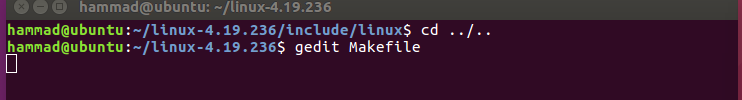 hammad@ubuntu: ~/linux-4.19.236
hammad@ubuntu:~/linux-4.19.236/include/linux$ cd ../..
hammad@ubuntu:~/linux-4.19.236$ gedit Makefile